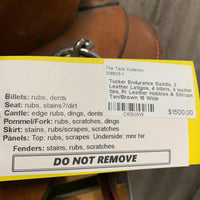 The Tack Collector
Tucker Endurance Saddle, 2
Leather Latigos, 4 billets, 4 leather
ties, Pr Leather Hobbles & Stirrups
Tan/Brown 18 Wide
$1500.00
Billets: rubs, dents
Seat: rubs, stains?/dirt
Cantle: edge rubs, dings, dents
Pommel/Fork: rubs, scratches
Skirt: stains, rubs/scrapes, scratches
Panels: rubs, scrapes. Underside: mnr hir
Fenders: stains, rubs, scratches
DO NOT REMOVE